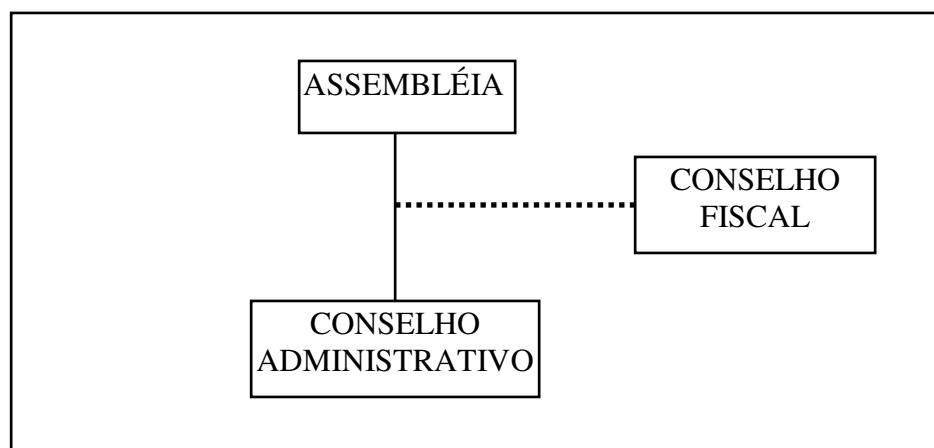 ASSEMBLÉIA
CONSELHO
FISCAL
CONSELHO
ADMINISTRATIVO